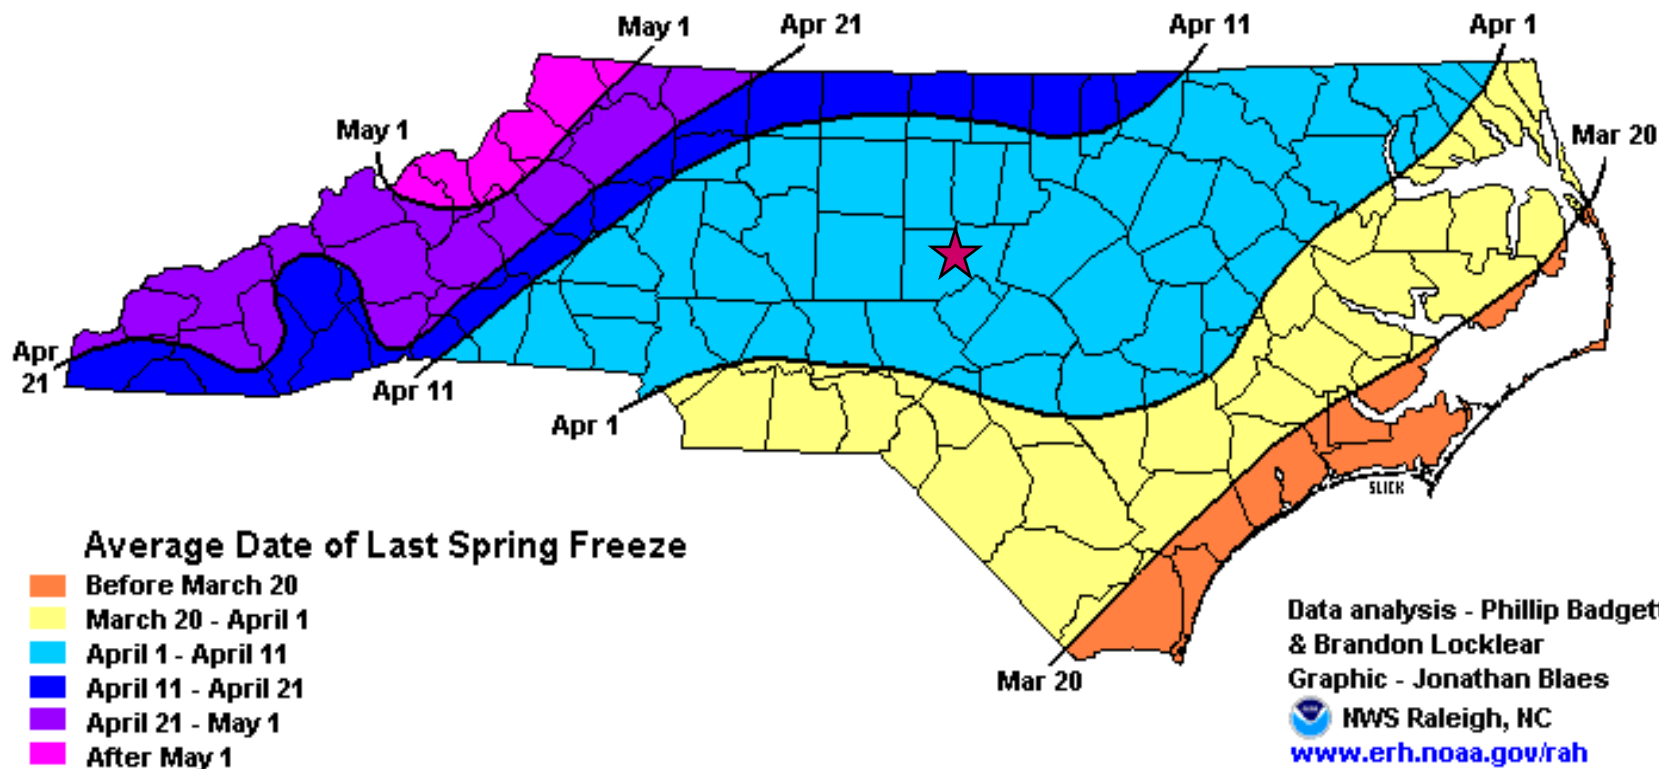 May 1
Apr 21
Apr 11
Apr 1
May 1
Mar 20
Apr
21
Apr 11
Apr 1
SLICK
Mar 20
Average Date of Last Spring Freeze
Before March 20
March 20 - April 1
April 1 - April 11
April 11 - April 21
April 21 - May 1
After May 1
Data analysis - Phillip Badgett
& Brandon Locklear
Graphic - Jonathan Blaes
NWS Raleigh, NC
www.erh.noaa.gov/rah